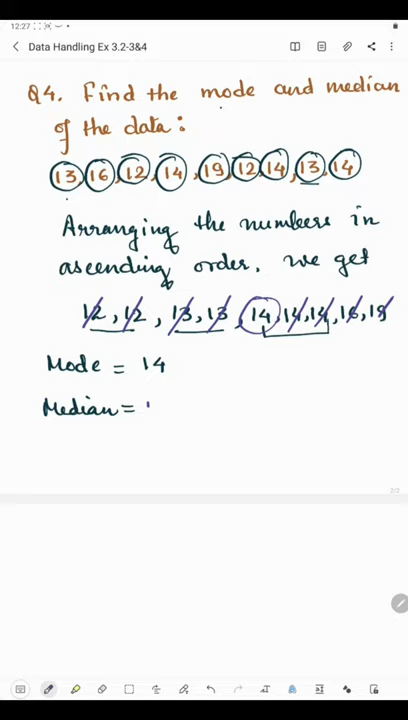 12:27
Data Handling Ex 3.2-3&4
Q4. Find the mode and median
of the data:
13, 16, 12, 14, 19, 12, 14, 13, 14
Arranging the numbers in
ascending order, we get
12, 12, 13, 13, 14, 14, 14, 16, 19
Mode = 14
Median =
2/2